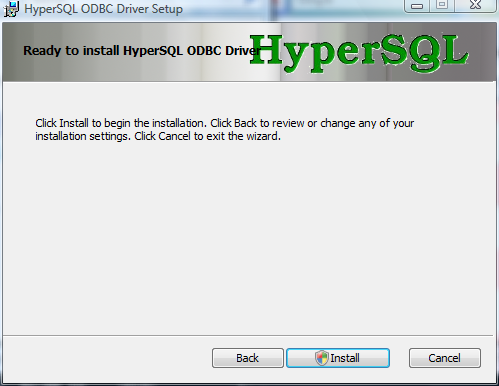 HyperSQL ODBC Driver Setup
Ready to install HyperSQL ODBC Driver
HyperSQL
Click Install to begin the installation. Click Back to review or change any of your
installation settings. Click Cancel to exit the wizard.
Back
Install
Cancel